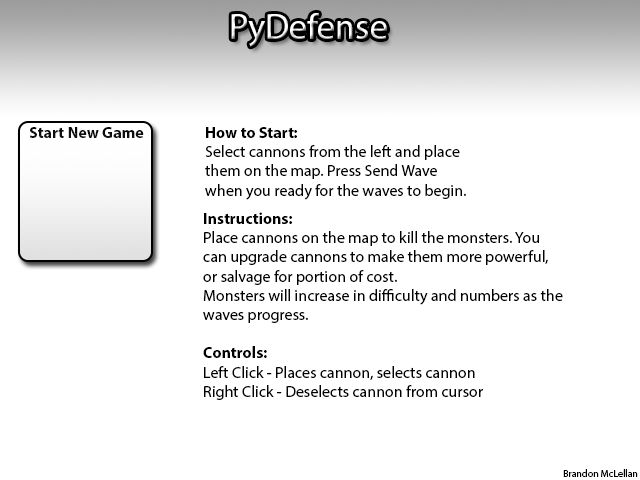 PyDefense
Start New Game
How to Start:
Select cannons from the left and place
them on the map. Press Send Wave
when you ready for the waves to begin.
Instructions:
Place cannons on the map to kill the monsters. You
can upgrade cannons to make them more powerful,
or salvage for portion of cost.
Monsters will increase in difficulty and numbers as the
waves progress.
Controls:
Left Click - Places cannon, selects cannon
Right Click - Deselects cannon from cursor
Brandon McLellan